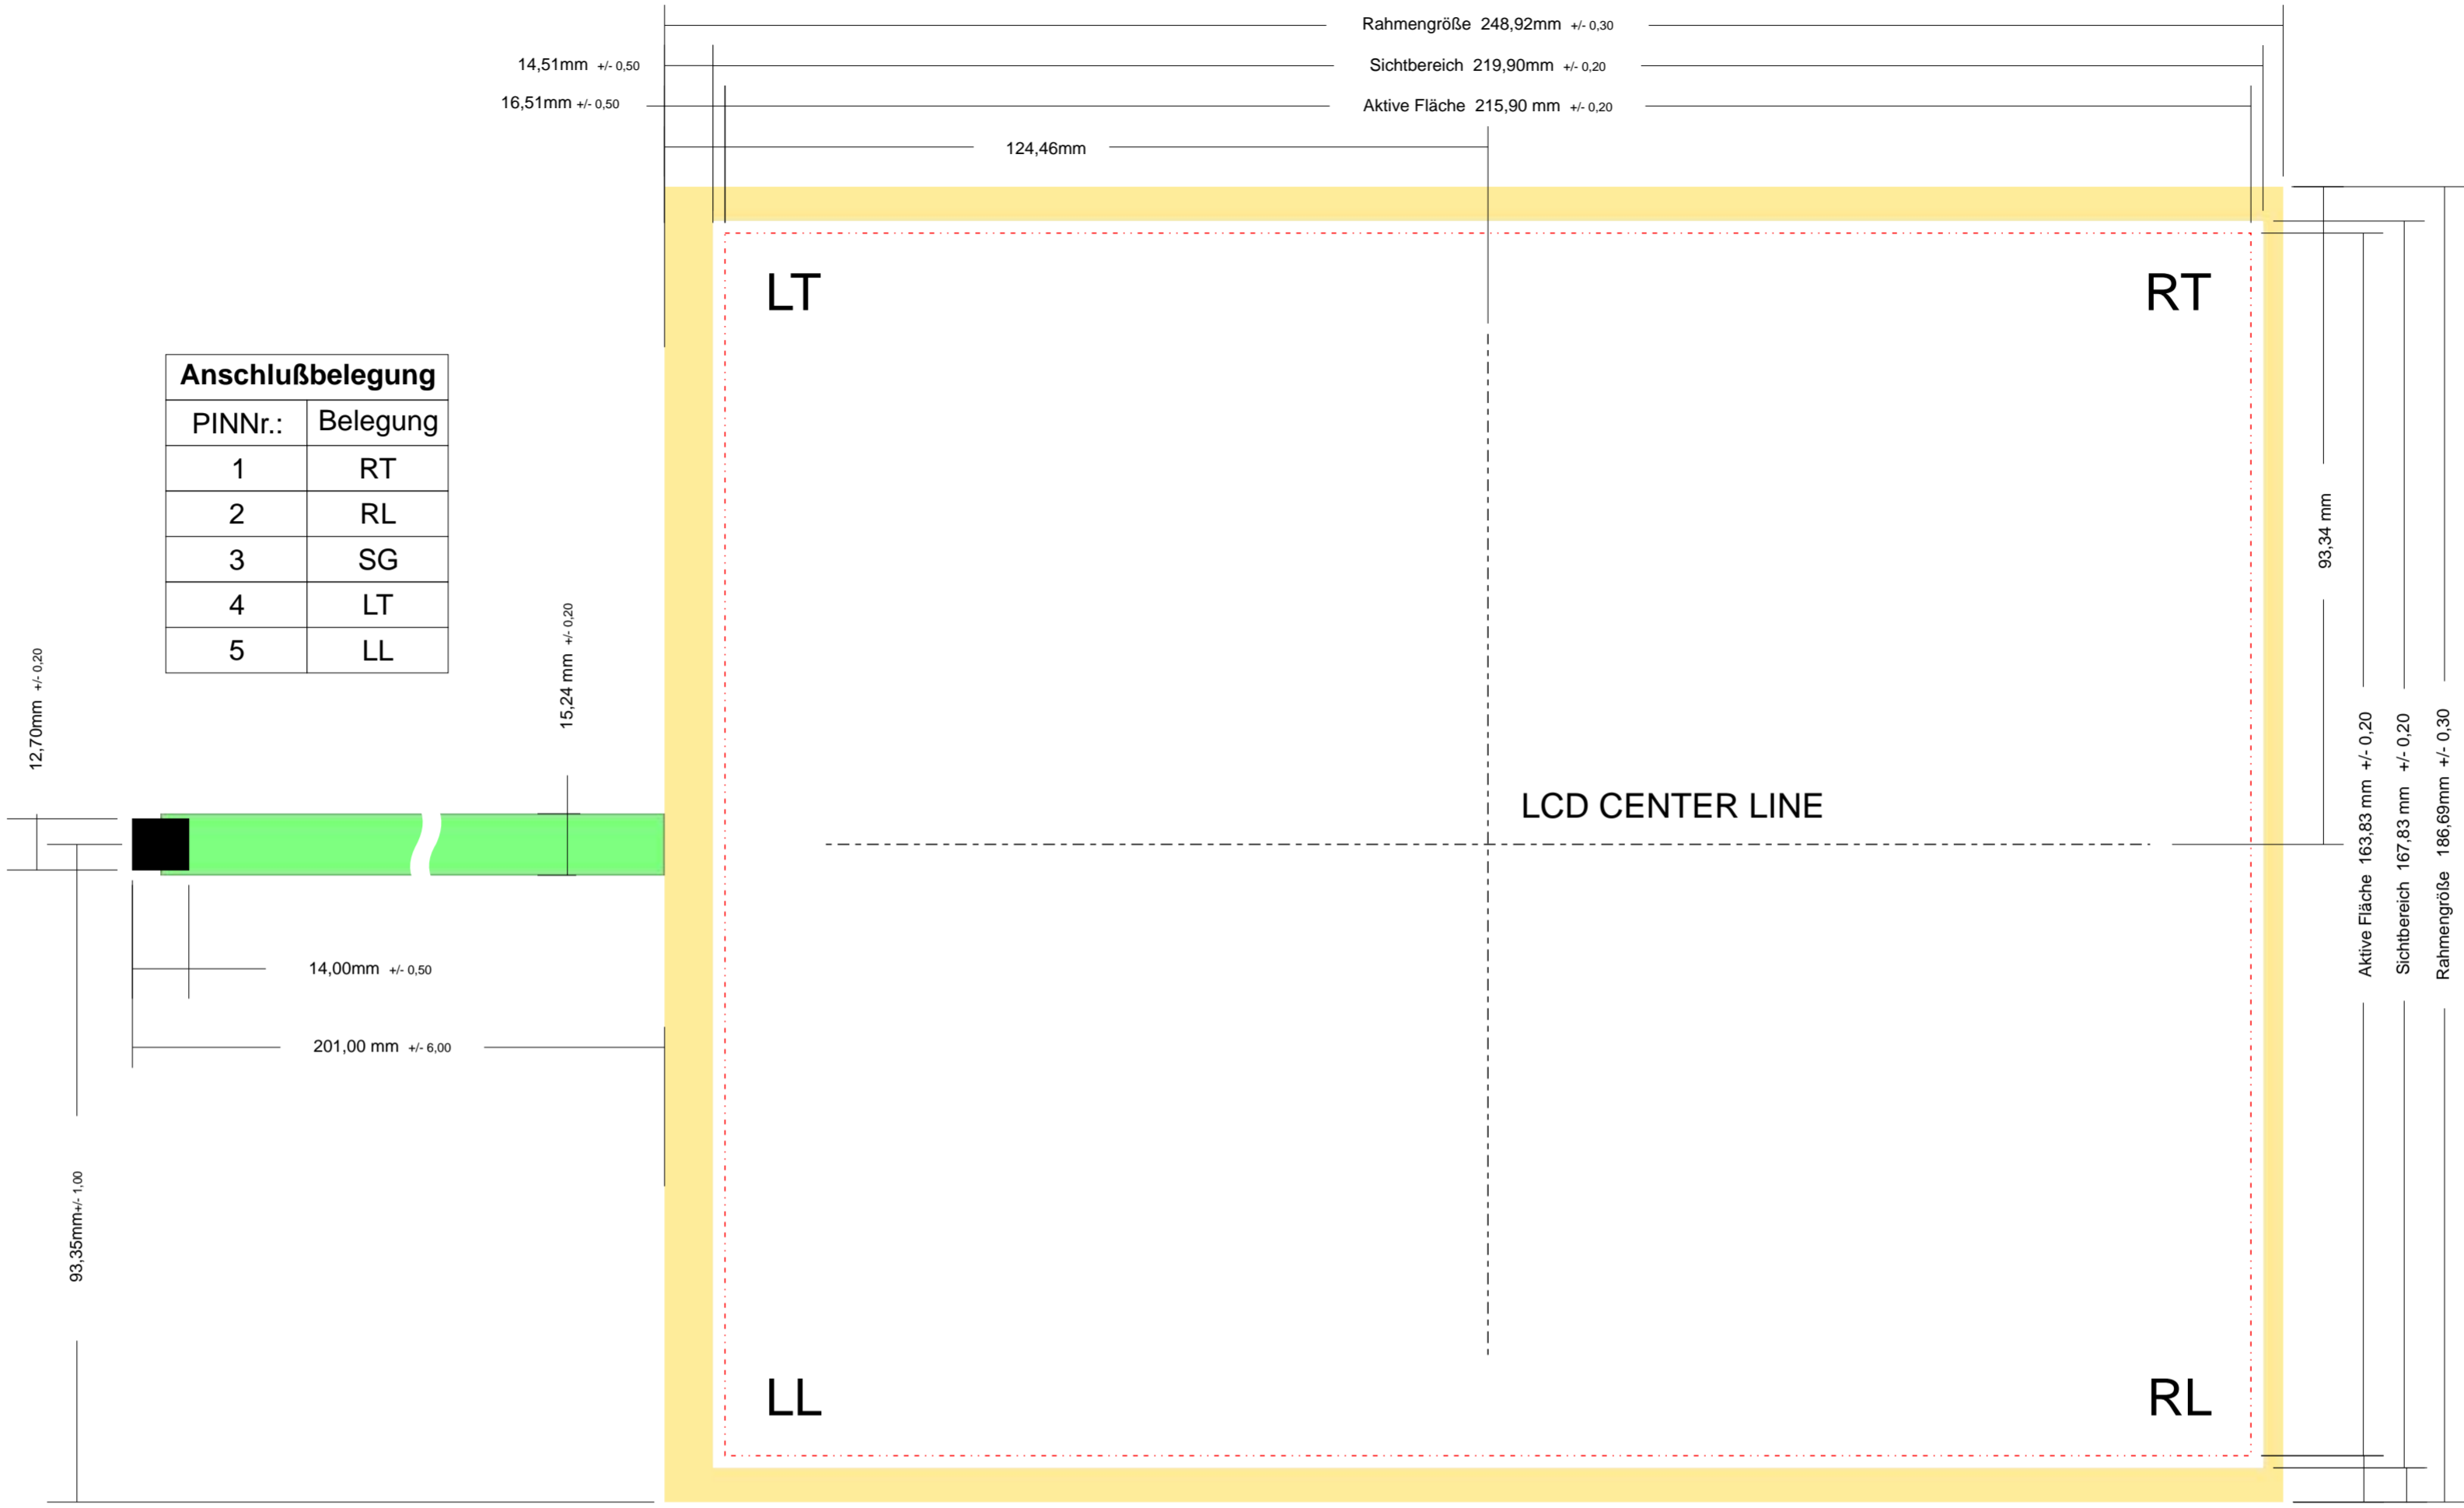 Rahmengröße 248,92mm +/- 0,30
14,51mm +/- 0,50
Sichtbereich 219,90mm +/- 0,20
16,51mm +/- 0,50
Aktive Fläche 215,90 mm +/- 0,20
124,46mm
LT
RT
Anschlußbelegung
PINNr.: Belegung
1 RT
2 RL
3 SG
4 LT
5 LL
93,34 mm
12,70mm +/- 0,20
15,24 mm +/- 0,20
LCD CENTER LINE
Aktive Fläche 163,83 mm +/- 0,20
Sichtbereich 167,83 mm +/- 0,20
Rahmengröße 186,69mm +/- 0,30
14,00mm +/- 0,50
201,00 mm +/- 6,00
93,35mm+/- 1,00
LL
RL